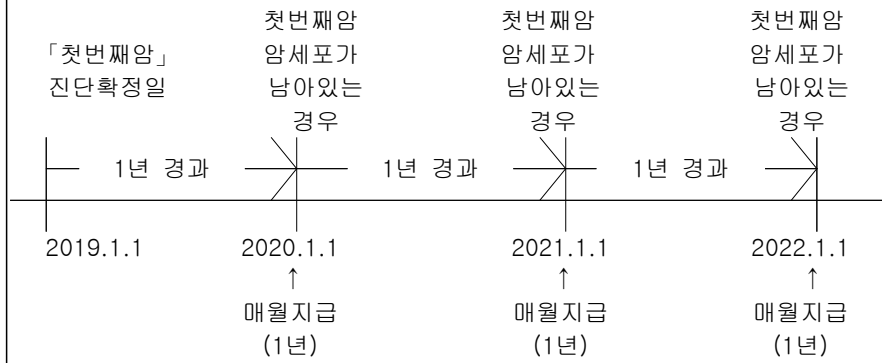 「첫번째암」
진단확정일
첫번째암
암세포가
남아있는
경우
첫번째암
암세포가
남아있는
경우
첫번째암
암세포가
남아있는
경우
1년 경과
1년 경과
1년 경과
2019.1.1
2020.1.1
2021.1.1
2022.1.1
↑
↑
↑
매월지급
(1년)
매월지급
(1년)
매월지급
(1년)